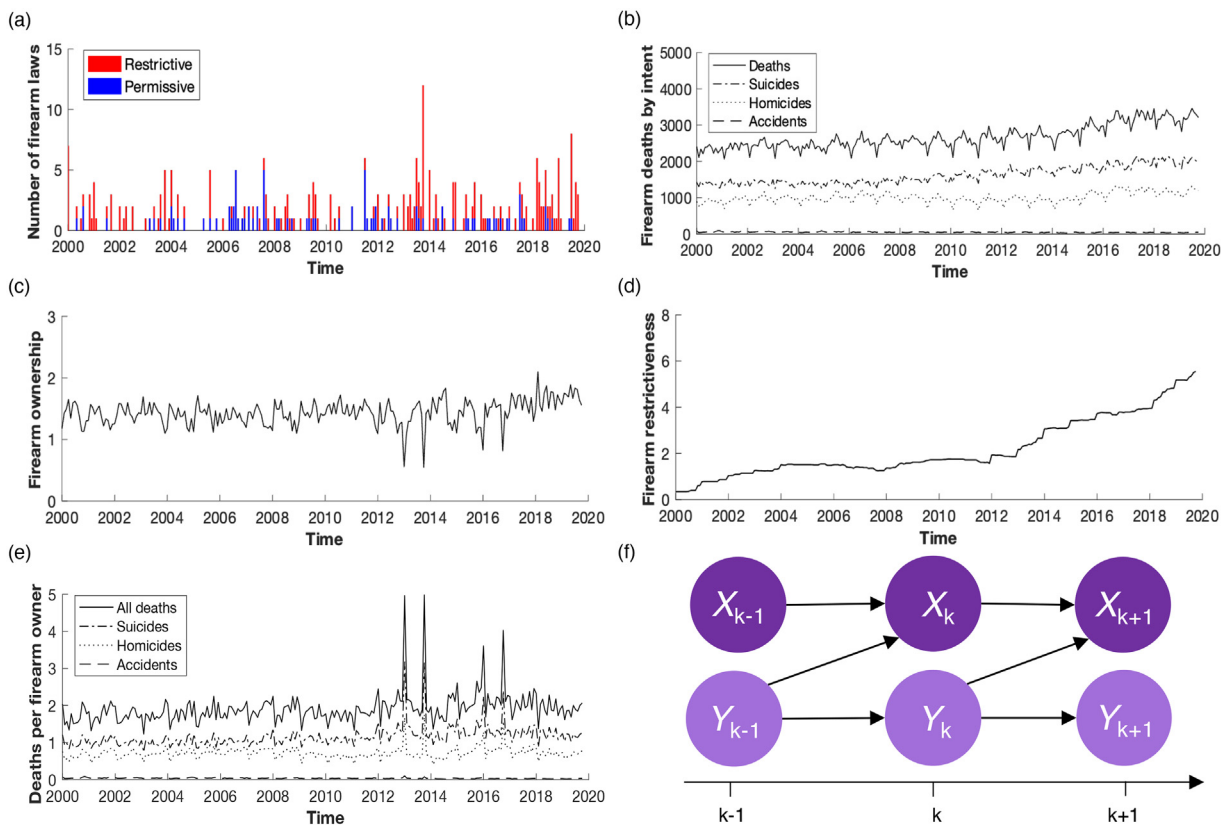 (a)
Number of firearm laws
15
10
5
0
Restrictive
Permissive
2000 2002 2004 2006 2008 2010 2012 2014 2016 2018 2020
Time
(b)
Firearm deaths by intent
5000
4000
3000
2000
1000
0
Deaths
Suicides
Homicides
Accidents
2000 2002 2004 2006 2008 2010 2012 2014 2016 2018 2020
Time
(c)
Firearm ownership
3
2
1
0
2000 2002 2004 2006 2008 2010 2012 2014 2016 2018 2020
Time
(d)
Firearm restrictiveness
8
6
4
2
0
2000 2002 2004 2006 2008 2010 2012 2014 2016 2018 2020
Time
(e)
Deaths per firearm owner
5
4
3
2
1
0
All deaths
Suicides
Homicides
Accidents
2000 2002 2004 2006 2008 2010 2012 2014 2016 2018 2020
Time
(f)
Xk-1 Xk Xk+1
Yk-1 Yk Yk+1
k-1 k k+1